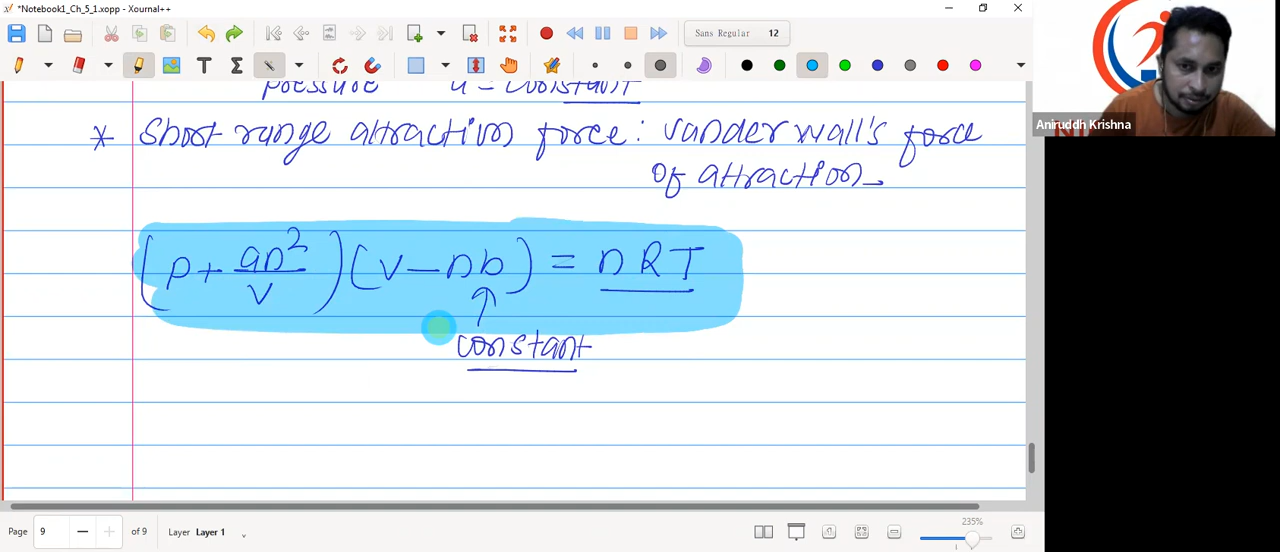 *Notebook1_Ch_5_1.xopp - Xournal++
Sans Regular 12
Aniruddh Krishna
pressure a = constant
* Short range attraction force: vander wall's force
of attraction
(P + an²/V) (V - nb) = nRT
constant
Page 9 of 9 Layer Layer 1 235%